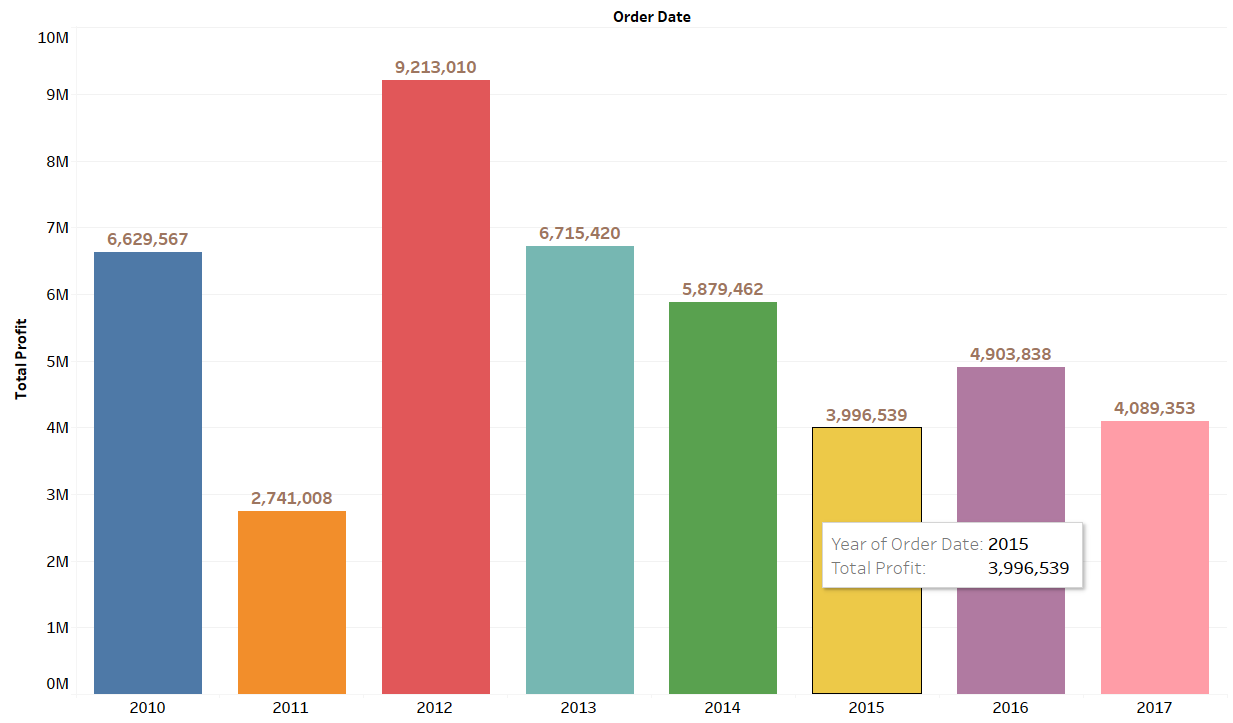 Order Date
10M
9M
8M
7M
6M
5M
4M
3M
2M
1M
0M
Total Profit
6,629,567
2,741,008
9,213,010
6,715,420
5,879,462
3,996,539
4,903,838
4,089,353
Year of Order Date: 2015
Total Profit: 3,996,539
2010 2011 2012 2013 2014 2015 2016 2017